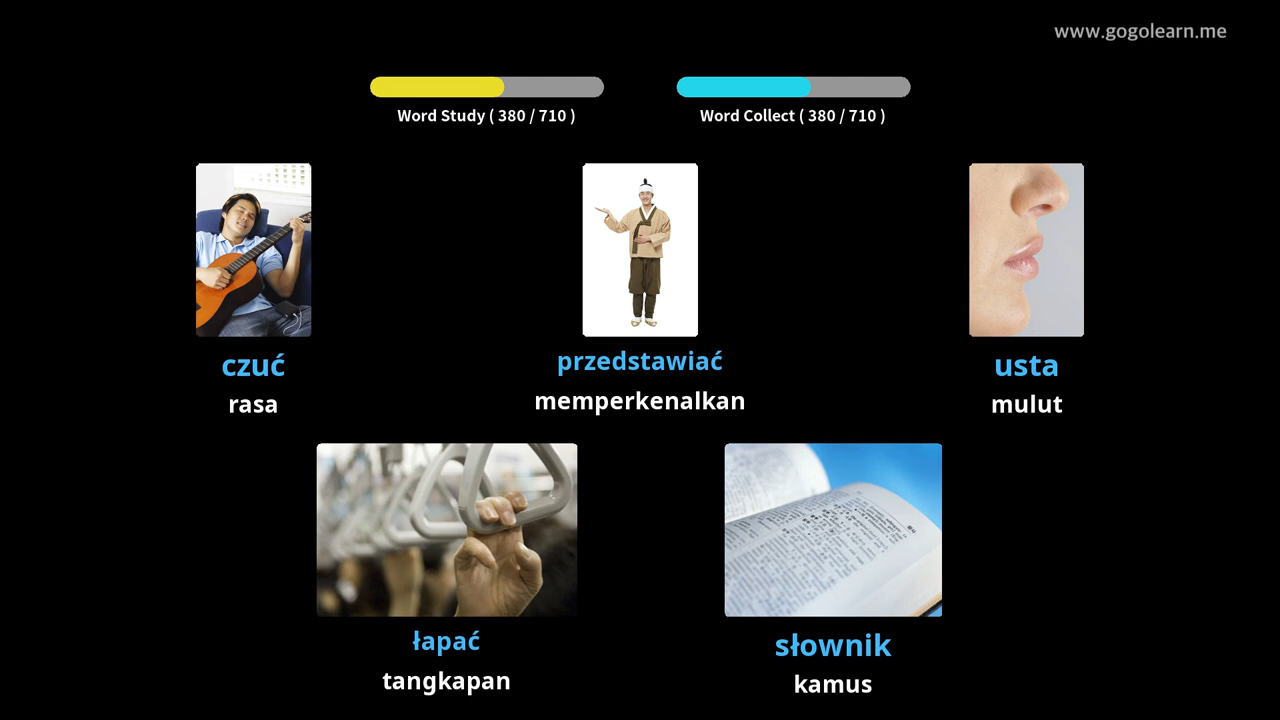 www.gogolearn.me
Word Study ( 380 / 710 )
Word Collect ( 380 / 710 )
czuć
rasa
przedstawiać
memperkenalkan
usta
mulut
łapać
tangkapan
słownik
kamus